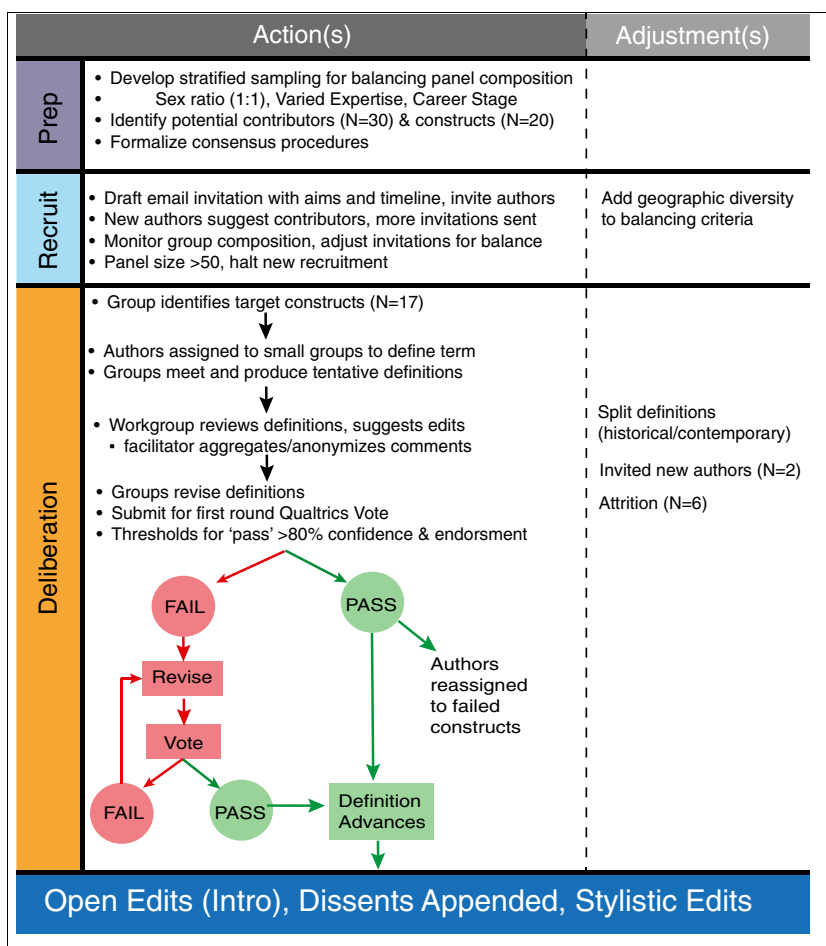 Action(s)
Adjustment(s)
Prep
• Develop stratified sampling for balancing panel composition
• Sex ratio (1:1), Varied Expertise, Career Stage
• Identify potential contributors (N=30) & constructs (N=20)
• Formalize consensus procedures
Recruit
• Draft email invitation with aims and timeline, invite authors
• New authors suggest contributors, more invitations sent
• Monitor group composition, adjust invitations for balance
• Panel size >50, halt new recruitment
Add geographic diversity
to balancing criteria
Deliberation
• Group identifies target constructs (N=17)
• Authors assigned to small groups to define term
• Groups meet and produce tentative definitions
• Workgroup reviews definitions, suggests edits
▪ facilitator aggregates/anonymizes comments
• Groups revise definitions
• Submit for first round Qualtrics Vote
• Thresholds for ‘pass’ >80% confidence & endorsment
Split definitions
(historical/contemporary)
Invited new authors (N=2)
Attrition (N=6)
FAIL
PASS
Revise
Authors
reassigned
to failed
constructs
Vote
FAIL
PASS
Definition
Advances
Open Edits (Intro), Dissents Appended, Stylistic Edits